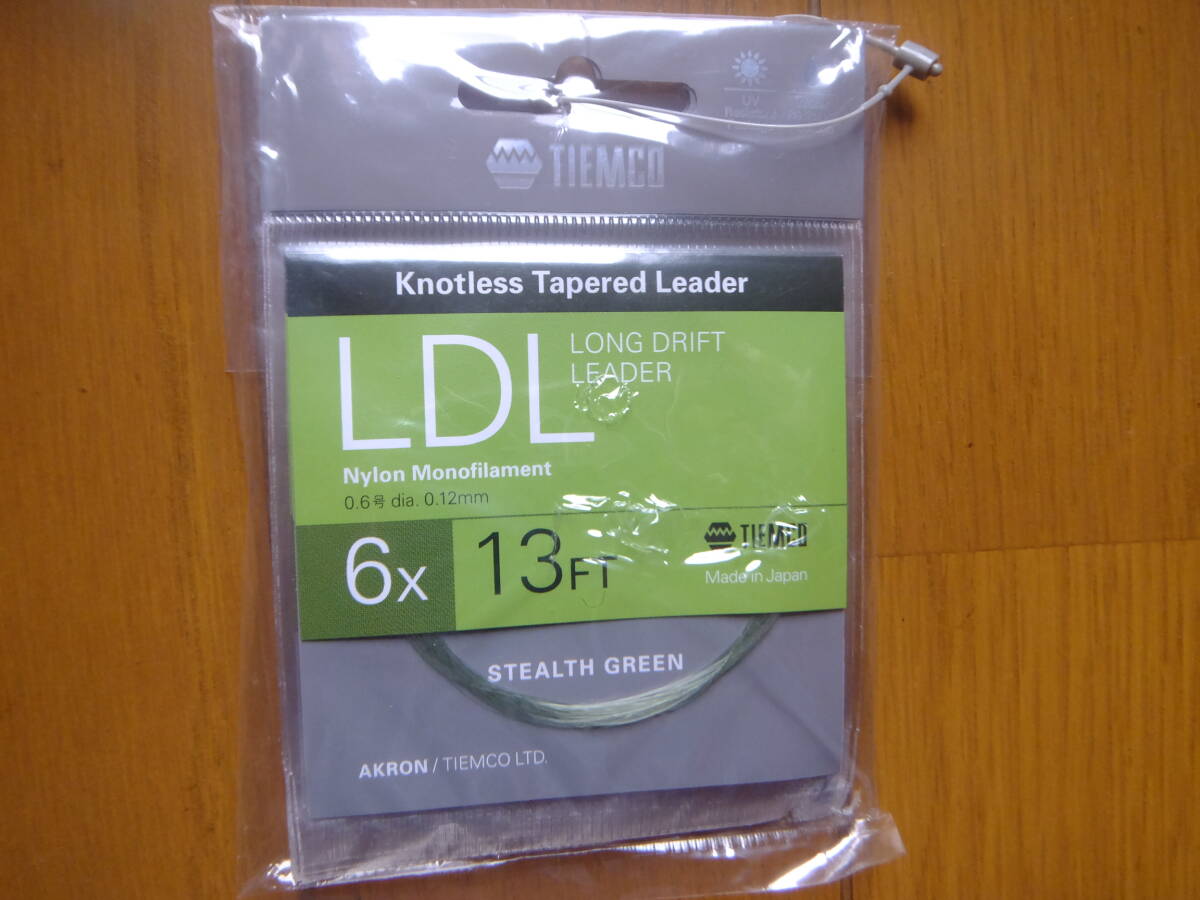 UV
TIEMCO
Knotless Tapered Leader
LDL
LONG DRIFT
LEADER
Nylon Monofilament
0.6号 dia. 0.12mm
6X
13FT
TIEMCO
Made in Japan
STEALTH GREEN
AKRON / TIEMCO LTD.